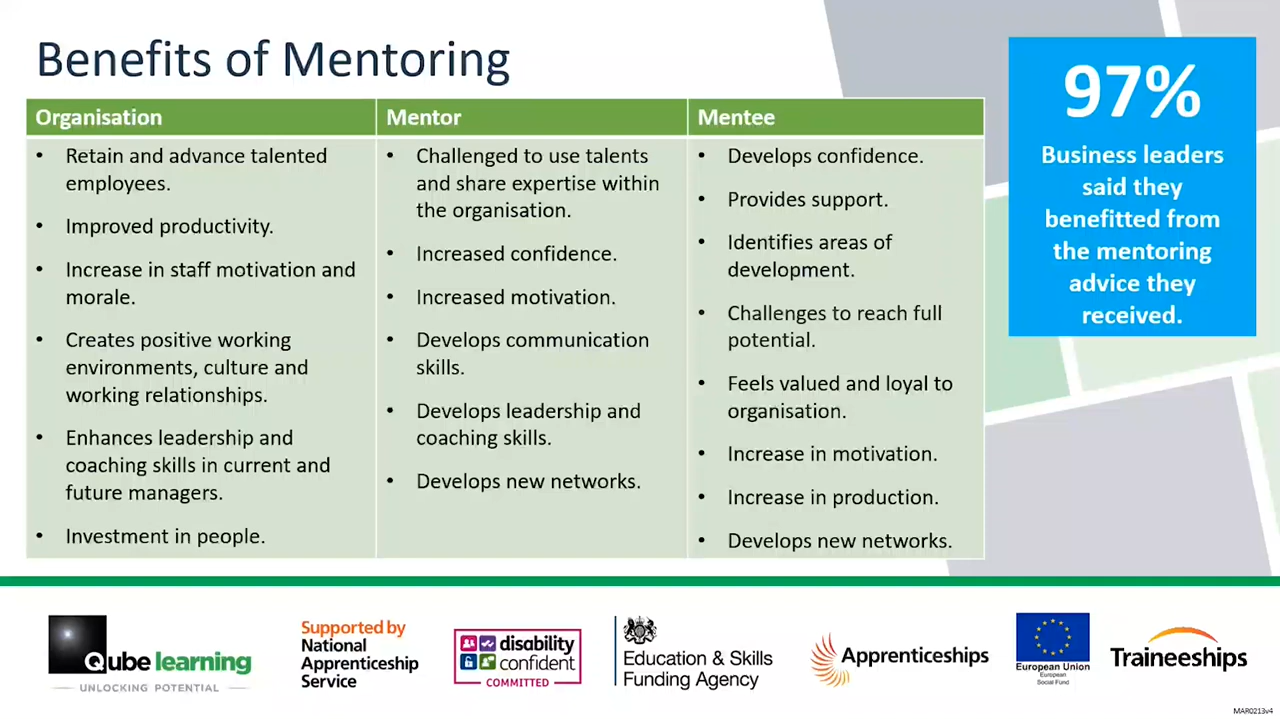 Benefits of Mentoring
Organisation
• Retain and advance talented
employees.
• Improved productivity.
• Increase in staff motivation and
morale.
• Creates positive working
environments, culture and
working relationships.
• Enhances leadership and
coaching skills in current and
future managers.
• Investment in people.
Mentor
• Challenged to use talents
and share expertise within
the organisation.
• Increased confidence.
• Increased motivation.
• Develops communication
skills.
• Develops leadership and
coaching skills.
• Develops new networks.
Mentee
• Develops confidence.
• Provides support.
• Identifies areas of
development.
• Challenges to reach full
potential.
• Feels valued and loyal to
organisation.
• Increase in motivation.
• Increase in production.
• Develops new networks.
97%
Business leaders
said they
benefitted from
the mentoring
advice they
received.
Qube learning
UNLOCKING POTENTIAL
Supported by
National
Apprenticeship
Service
disability
confident
COMMITTED
Education & Skills
Funding Agency
Apprenticeships
European Union
European
Social Fund
Traineeships
MAR0213v4